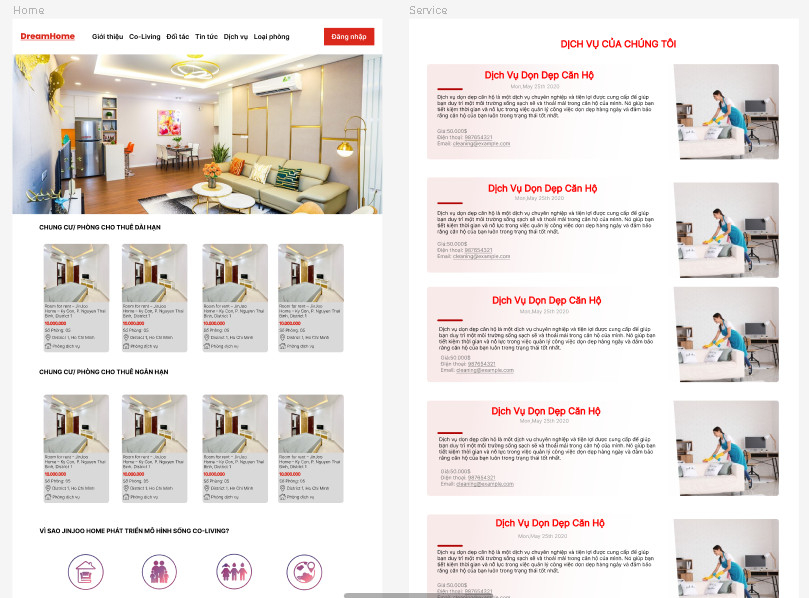 Home
DreamHome
Giới thiệu Co-Living Đối tác Tin tức Dịch vụ Loại phòng
Đăng nhập
CHUNG CƯ/ PHÒNG CHO THUÊ DÀI HẠN
Room for rent – JinJoo
Home – Ky Con, P. Nguyen Thai
Binh, District 1
10.000.000
Số Phòng: 05
District 1, Ho Chi Minh
Phòng dịch vụ
Room for rent – JinJoo
Home – Ky Con, P. Nguyen Thai
Binh, District 1
10.000.000
Số Phòng: 05
District 1, Ho Chi Minh
Phòng dịch vụ
Room for rent – JinJoo
Home – Ky Con, P. Nguyen Thai
Binh, District 1
10.000.000
Số Phòng: 05
District 1, Ho Chi Minh
Phòng dịch vụ
Room for rent – JinJoo
Home – Ky Con, P. Nguyen Thai
Binh, District 1
10.000.000
Số Phòng: 05
District 1, Ho Chi Minh
Phòng dịch vụ
CHUNG CƯ/ PHÒNG CHO THUÊ NGẮN HẠN
Room for rent – JinJoo
Home – Ky Con, P. Nguyen Thai
Binh, District 1
10.000.000
Số Phòng: 05
District 1, Ho Chi Minh
Phòng dịch vụ
Room for rent – JinJoo
Home – Ky Con, P. Nguyen Thai
Binh, District 1
10.000.000
Số Phòng: 05
District 1, Ho Chi Minh
Phòng dịch vụ
Room for rent – JinJoo
Home – Ky Con, P. Nguyen Thai
Binh, District 1
10.000.000
Số Phòng: 05
District 1, Ho Chi Minh
Phòng dịch vụ
Room for rent – JinJoo
Home – Ky Con, P. Nguyen Thai
Binh, District 1
10.000.000
Số Phòng: 05
District 1, Ho Chi Minh
Phòng dịch vụ
VÌ SAO JINJOO HOME PHÁT TRIỂN MÔ HÌNH SỐNG CO-LIVING?
Service
DỊCH VỤ CỦA CHÚNG TÔI
Dịch Vụ Dọn Dẹp Căn Hộ
Mon,May 25th 2020
Dịch vụ dọn dẹp căn hộ là một dịch vụ chuyên nghiệp và tiện lợi được cung cấp để giúp
bạn duy trì một môi trường sống sạch sẽ và thoải mái trong căn hộ của mình. Nó giúp bạn
tiết kiệm thời gian và nỗ lực trong việc quản lý công việc dọn dẹp hàng ngày và đảm bảo
rằng căn hộ của bạn luôn trong trạng thái tốt nhất.
Giá:50.000$
Điện thoại: 987654321
Email: cleaning@example.com
Dịch Vụ Dọn Dẹp Căn Hộ
Mon,May 25th 2020
Dịch vụ dọn dẹp căn hộ là một dịch vụ chuyên nghiệp và tiện lợi được cung cấp để giúp
bạn duy trì một môi trường sống sạch sẽ và thoải mái trong căn hộ của mình. Nó giúp bạn
tiết kiệm thời gian và nỗ lực trong việc quản lý công việc dọn dẹp hàng ngày và đảm bảo
rằng căn hộ của bạn luôn trong trạng thái tốt nhất.
Giá:50.000$
Điện thoại: 987654321
Email: cleaning@example.com
Dịch Vụ Dọn Dẹp Căn Hộ
Mon,May 25th 2020
Dịch vụ dọn dẹp căn hộ là một dịch vụ chuyên nghiệp và tiện lợi được cung cấp để giúp
bạn duy trì một môi trường sống sạch sẽ và thoải mái trong căn hộ của mình. Nó giúp bạn
tiết kiệm thời gian và nỗ lực trong việc quản lý công việc dọn dẹp hàng ngày và đảm bảo
rằng căn hộ của bạn luôn trong trạng thái tốt nhất.
Giá:50.000$
Điện thoại: 987654321
Email: cleaning@example.com
Dịch Vụ Dọn Dẹp Căn Hộ
Mon,May 25th 2020
Dịch vụ dọn dẹp căn hộ là một dịch vụ chuyên nghiệp và tiện lợi được cung cấp để giúp
bạn duy trì một môi trường sống sạch sẽ và thoải mái trong căn hộ của mình. Nó giúp bạn
tiết kiệm thời gian và nỗ lực trong việc quản lý công việc dọn dẹp hàng ngày và đảm bảo
rằng căn hộ của bạn luôn trong trạng thái tốt nhất.
Giá:50.000$
Điện thoại: 987654321
Email: cleaning@example.com
Dịch Vụ Dọn Dẹp Căn Hộ
Mon,May 25th 2020
Dịch vụ dọn dẹp căn hộ là một dịch vụ chuyên nghiệp và tiện lợi được cung cấp để giúp
bạn duy trì một môi trường sống sạch sẽ và thoải mái trong căn hộ của mình. Nó giúp bạn
tiết kiệm thời gian và nỗ lực trong việc quản lý công việc dọn dẹp hàng ngày và đảm bảo
rằng căn hộ của bạn luôn trong trạng thái tốt nhất.
Giá:50.000$
Điện thoại: 987654321